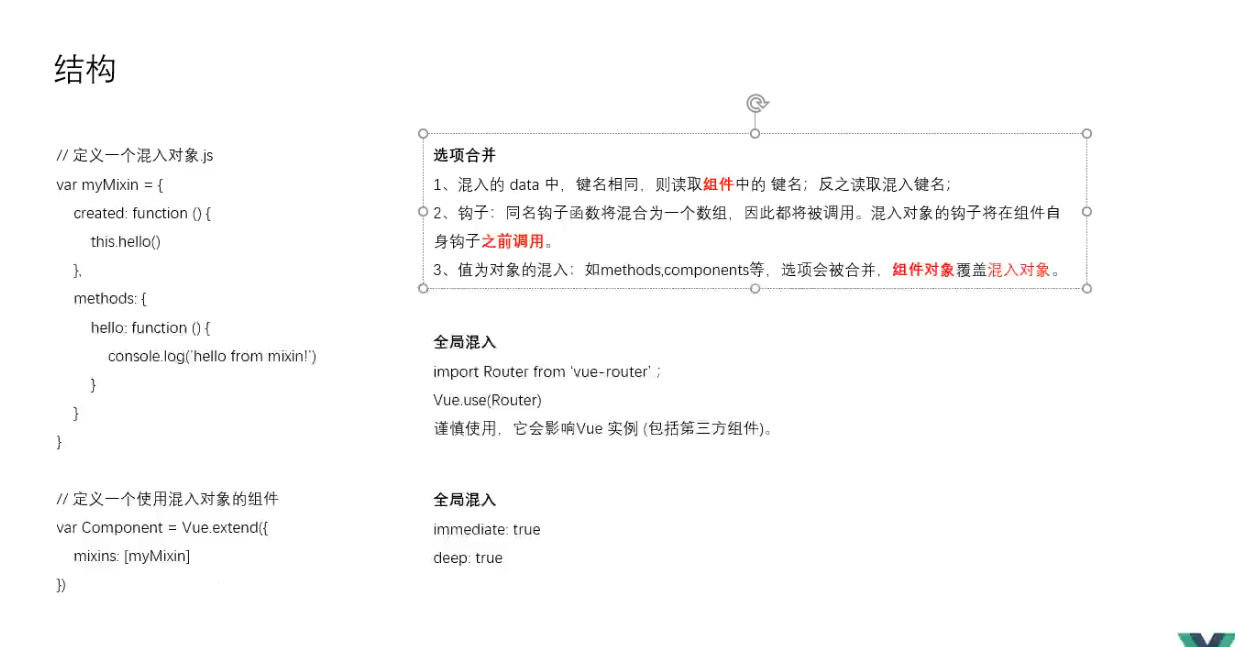 结构
// 定义一个混入对象.js
var myMixin = {
created: function () {
this.hello()
},
methods: {
hello: function () {
console.log('hello from mixin!')
}
}
}
// 定义一个使用混入对象的组件
var Component = Vue.extend({
mixins: [myMixin]
})
选项合并
1、混入的 data 中，键名相同，则读取组件中的 键名；反之读取混入键名；
2、钩子：同名钩子函数将混合为一个数组，因此都将被调用。混入对象的钩子将在组件自
身钩子之前调用。
3、值为对象的混入：如methods,components等，选项会被合并，组件对象覆盖混入对象。
全局混入
import Router from ‘vue-router’；
Vue.use(Router)
谨慎使用，它会影响Vue 实例 (包括第三方组件)。
全局混入
immediate: true
deep: true